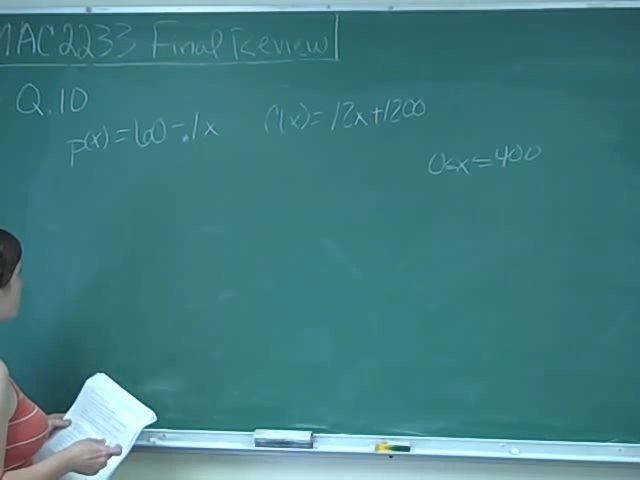 MAC2233 Final Review
Q.10
p(x) = 60 - .1x
C(x) = 12x+1200
0≤x≤400